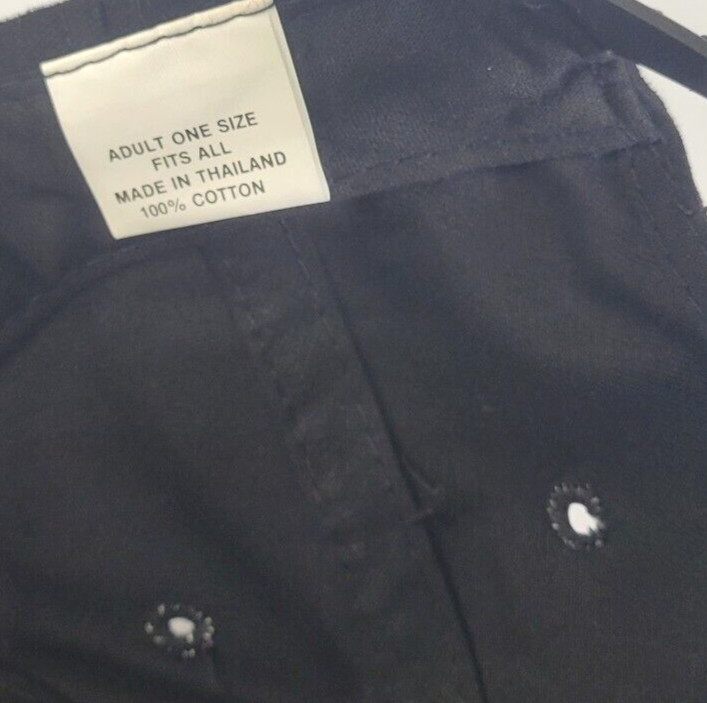 ADULT ONE SIZE
FITS ALL
MADE IN THAILAND
100% COTTON